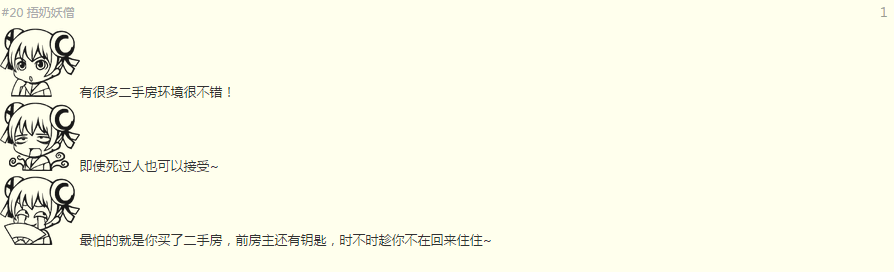 #20 捂奶妖僧
1
有很多二手房环境很不错！
即使死过人也可以接受~
最怕的就是你买了二手房，前房主还有钥匙，时不时趁你不在回来住住~